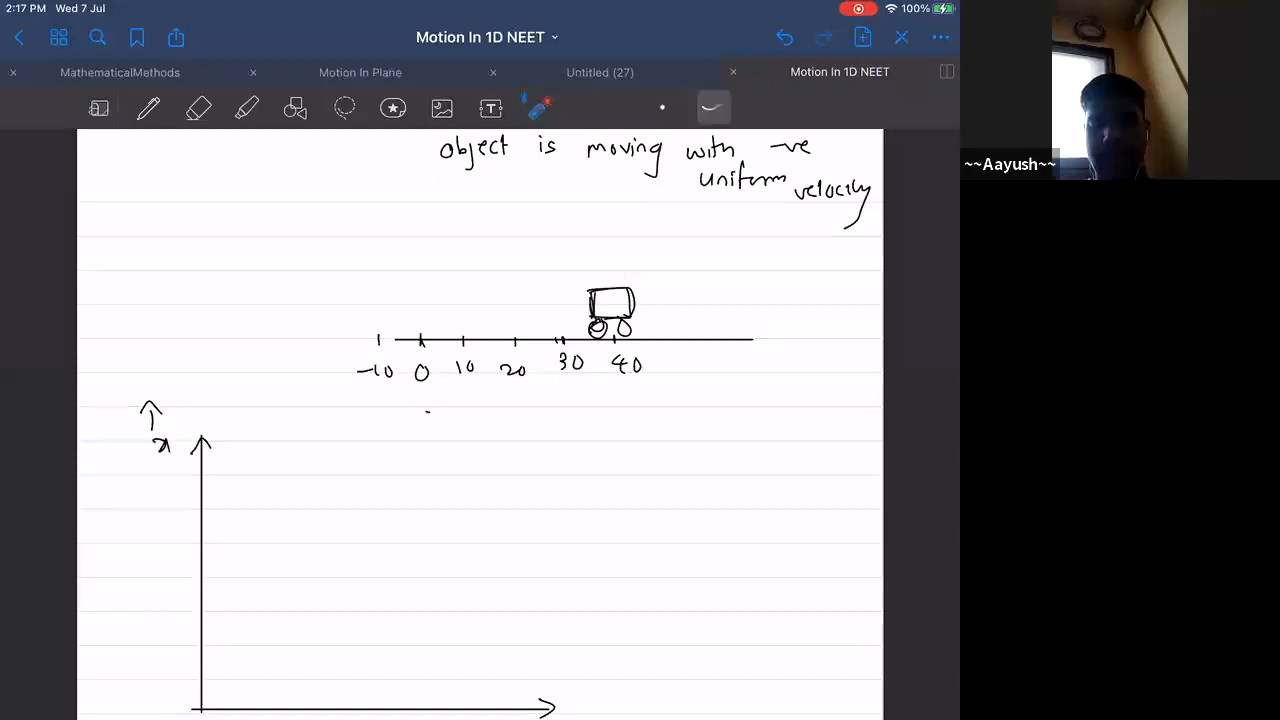 2:17 PM Wed 7 Jul
100%
Motion In 1D NEET
MathematicalMethods
Motion In Plane
Untitled (27)
Motion In 1D NEET
T
object is moving with -ve
uniform velocity
~~Aayush~~
-10 0 10 20 30 40
x